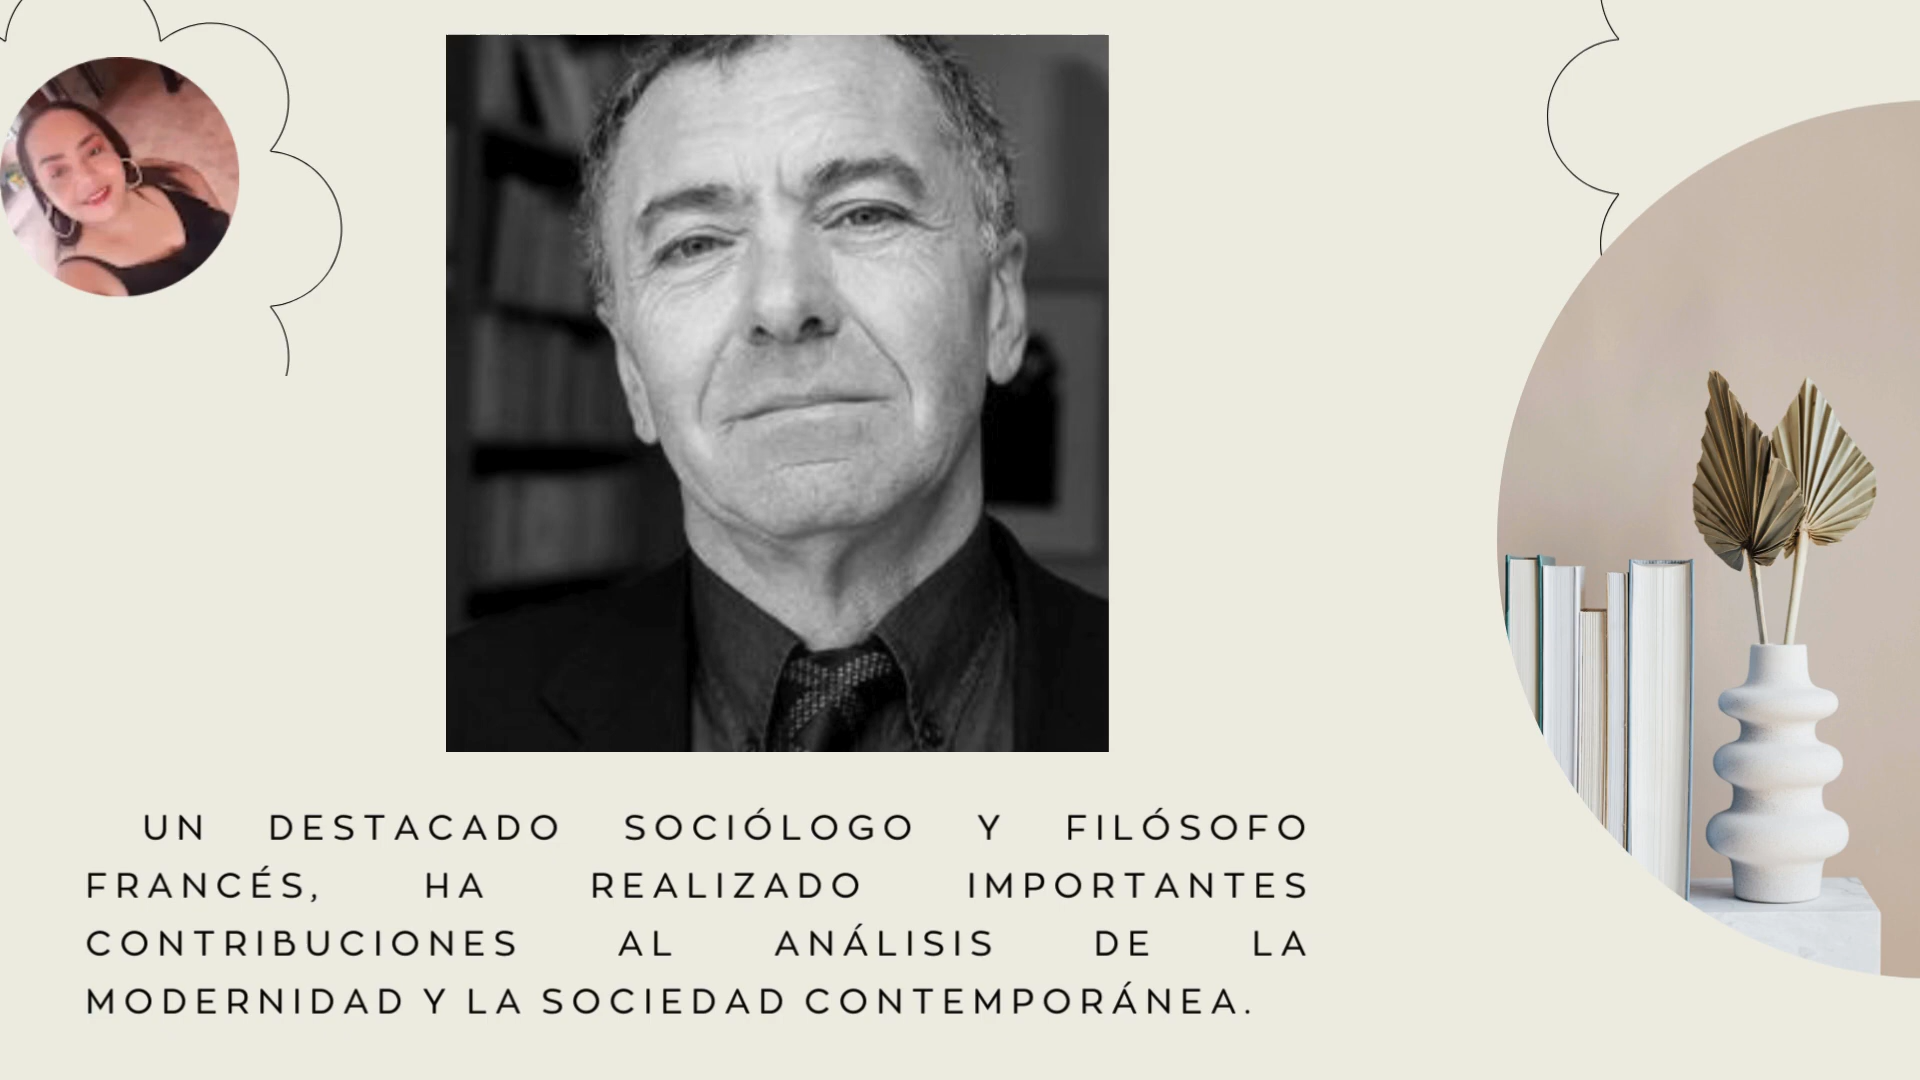 UN DESTACADO SOCIÓLOGO Y FILÓSOFO
FRANCÉS, HA REALIZADO IMPORTANTES
CONTRIBUCIONES AL ANÁLISIS DE LA
MODERNIDAD Y LA SOCIEDAD CONTEMPORÁNEA.